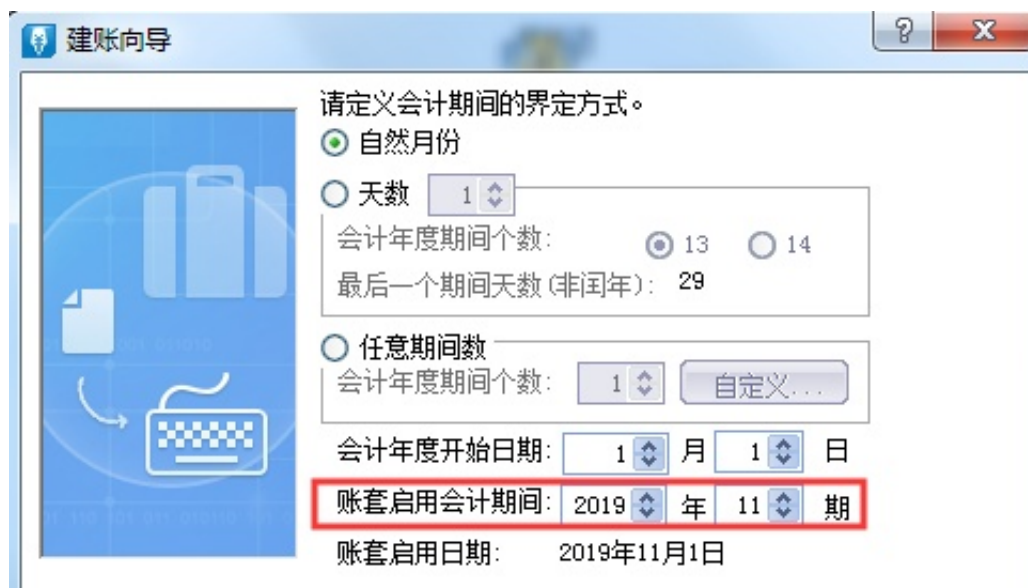 建账向导
请定义会计期间的界定方式。
自然月份
天数 1
会计年度期间个数: 13 14
最后一个期间天数(非闰年): 29
任意期间数
会计年度期间个数: 1 自定义...
会计年度开始日期: 1 月 1 日
账套启用会计期间: 2019 年 11 期
账套启用日期: 2019年11月1日